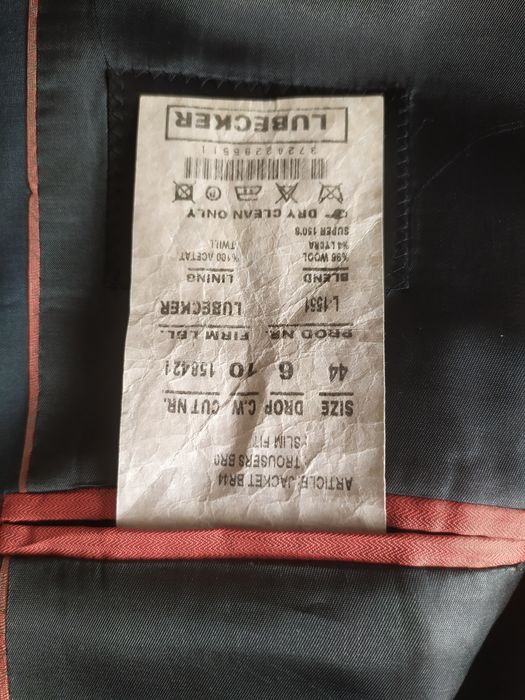 ARTICLE JACKET BR14
TROUSERS BR0
SLIM FIT
SIZE DROP C.W CUT NR.
44 6 10 158421
PROD NR. FIRM LBL.
L.1551 LUBECKER
BLEND LINING
%96 WOOL %100 ACETAT
%4 LYCRA TWILL
SUPER 150'S
DRY CLEAN ONLY
LUBECKER